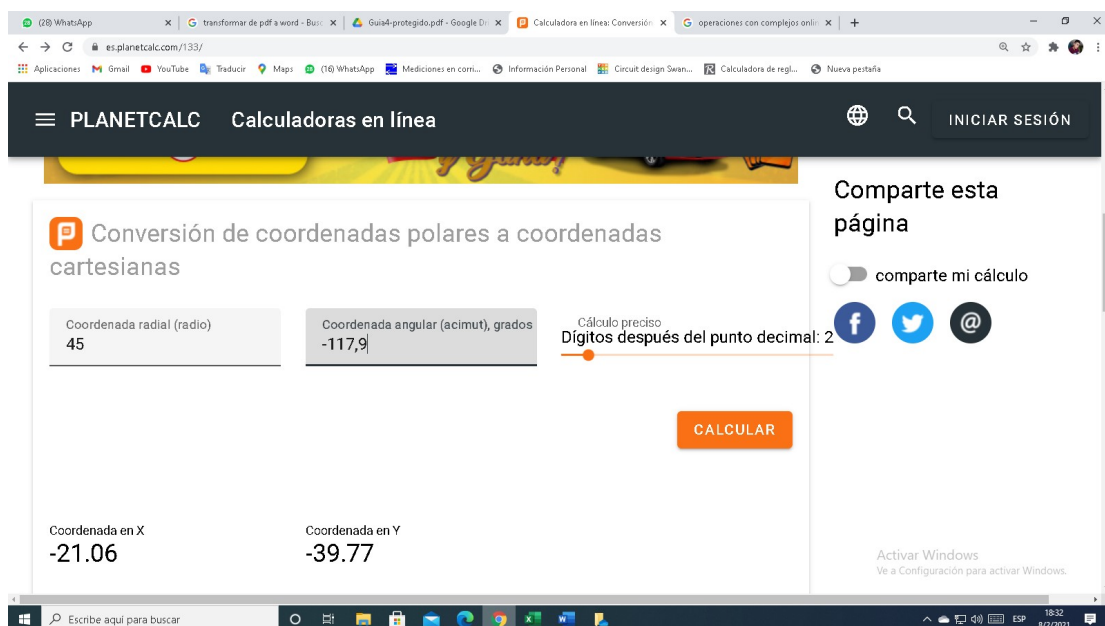 (28) WhatsApp
transformar de pdf a word - Busc
Guia4-protegido.pdf - Google Dri
Calculadora en línea: Conversión
operaciones con complejos onlin
es.planetcalc.com/133/
Aplicaciones
Gmail
YouTube
Traducir
Maps
(16) WhatsApp
Mediciones en corri...
Información Personal
Circuit design Swan...
Calculadora de regl...
Nueva pestaña
PLANETCALC Calculadoras en línea
INICIAR SESIÓN
y Gana!
Conversión de coordenadas polares a coordenadas
cartesianas
Coordenada radial (radio)
45
Coordenada angular (acimut), grados
-117,9
Cálculo preciso
Dígitos después del punto decimal: 2
CALCULAR
Coordenada en X
-21.06
Coordenada en Y
-39.77
Comparte esta
página
comparte mi cálculo
Activar Windows
Ve a Configuración para activar Windows.
Escribe aquí para buscar
ESP
18:32
8/2/2021